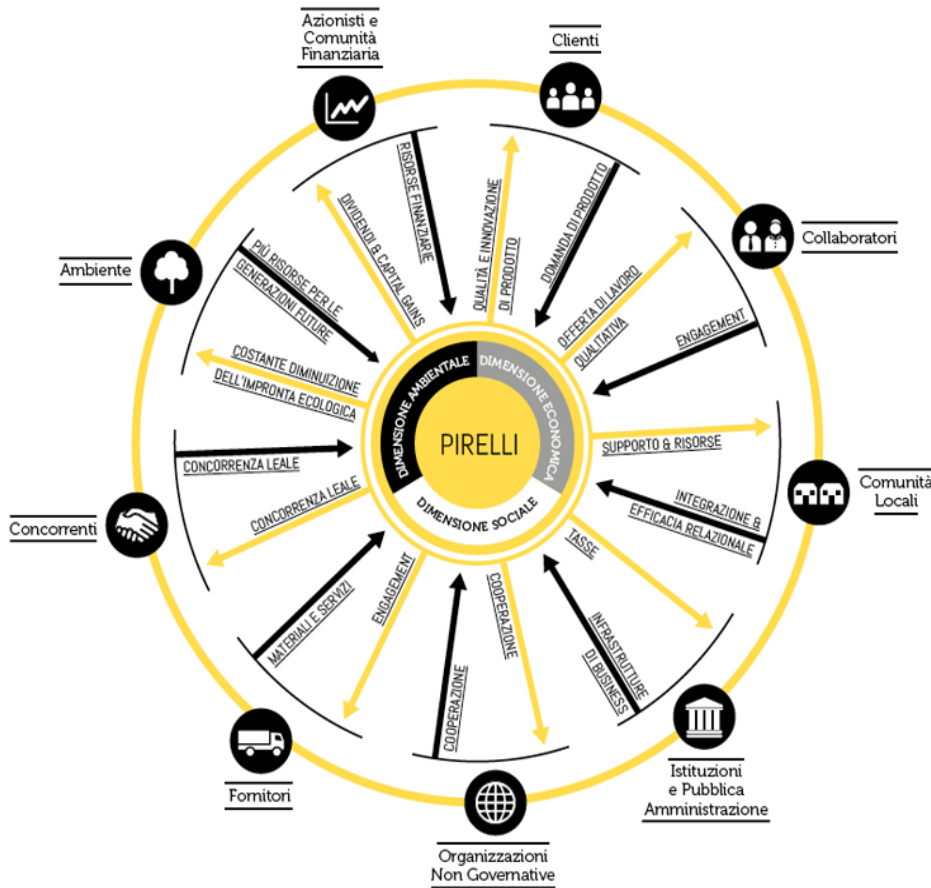 Azionisti e
Comunità
Finanziaria
Clienti
Collaboratori
Comunità
Locali
Istituzioni
e Pubblica
Amministrazione
Organizzazioni
Non Governative
Fornitori
Concorrenti
Ambiente
DIVIDENDI & CAPITAL GAINS
RISORSE FINANZIARIE
QUALITÀ E INNOVAZIONE
DI PRODOTTO
DOMANDA DI PRODOTTO
OFFERTA DI LAVORO
QUALITATIVA
ENGAGEMENT
SUPPORTO & RISORSE
INTEGRAZIONE &
EFFICACIA RELAZIONALE
TASSE
INFRASTRUTTURE
DI BUSINESS
COOPERAZIONE
COOPERAZIONE
ENGAGEMENT
MATERIALI E SERVIZI
CONCORRENZA LEALE
CONCORRENZA LEALE
COSTANTE DIMINUIZIONE
DELL'IMPRONTA ECOLOGICA
PIÙ RISORSE PER LE
GENERAZIONI FUTURE
DIMENSIONE AMBIENTALE
DIMENSIONE ECONOMICA
DIMENSIONE SOCIALE
PIRELLI